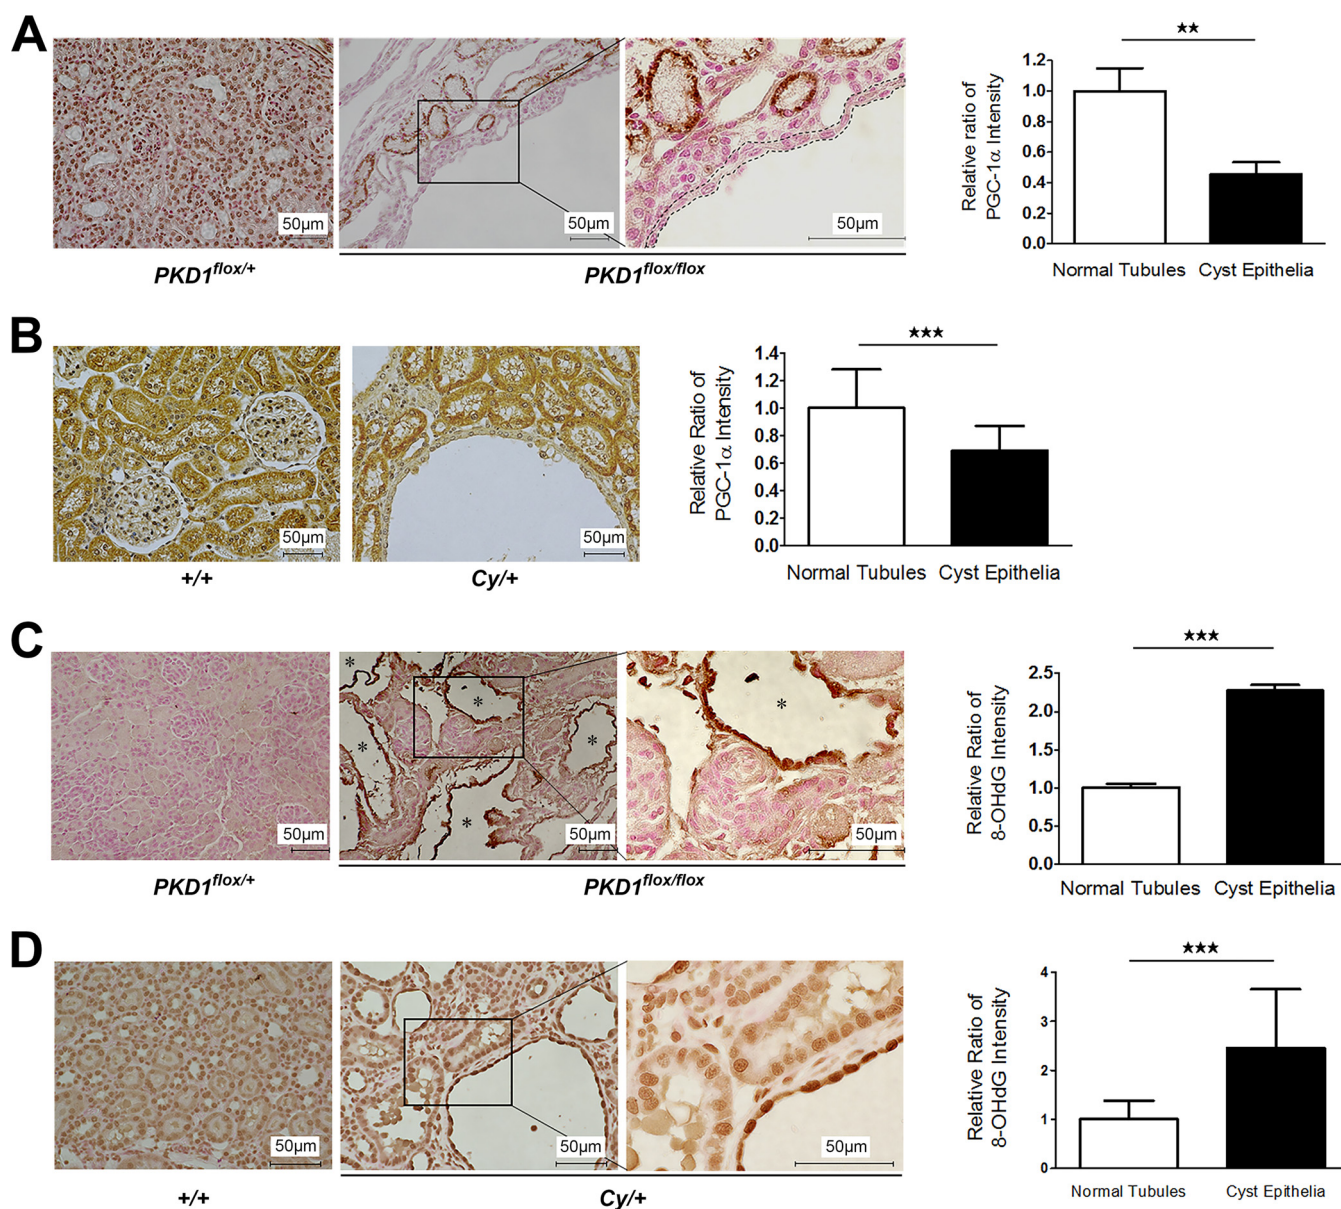 A
50µm
50µm
PKD1flox/+
PKD1flox/flox
★★
Relative ratio of
PGC-1α Intensity
1.2
1.0
0.8
0.6
0.4
0.2
0.0
Normal Tubules
Cyst Epithelia
50µm
B
50µm
50µm
+/+
Cy/+
★★★
Relative Ratio of
PGC-1α Intensity
1.4
1.2
1.0
0.8
0.6
0.4
0.2
0.0
Normal Tubules
Cyst Epithelia
C
*
*
*
*
*
50µm
50µm
50µm
PKD1flox/+
PKD1flox/flox
★★★
Relative Ratio of
8-OHdG Intensity
2.5
2.0
1.5
1.0
0.5
0.0
Normal Tubules
Cyst Epithelia
D
50µm
50µm
50µm
+/+
Cy/+
★★★
Relative Ratio of
8-OHdG Intensity
4
3
2
1
0
Normal Tubules
Cyst Epithelia